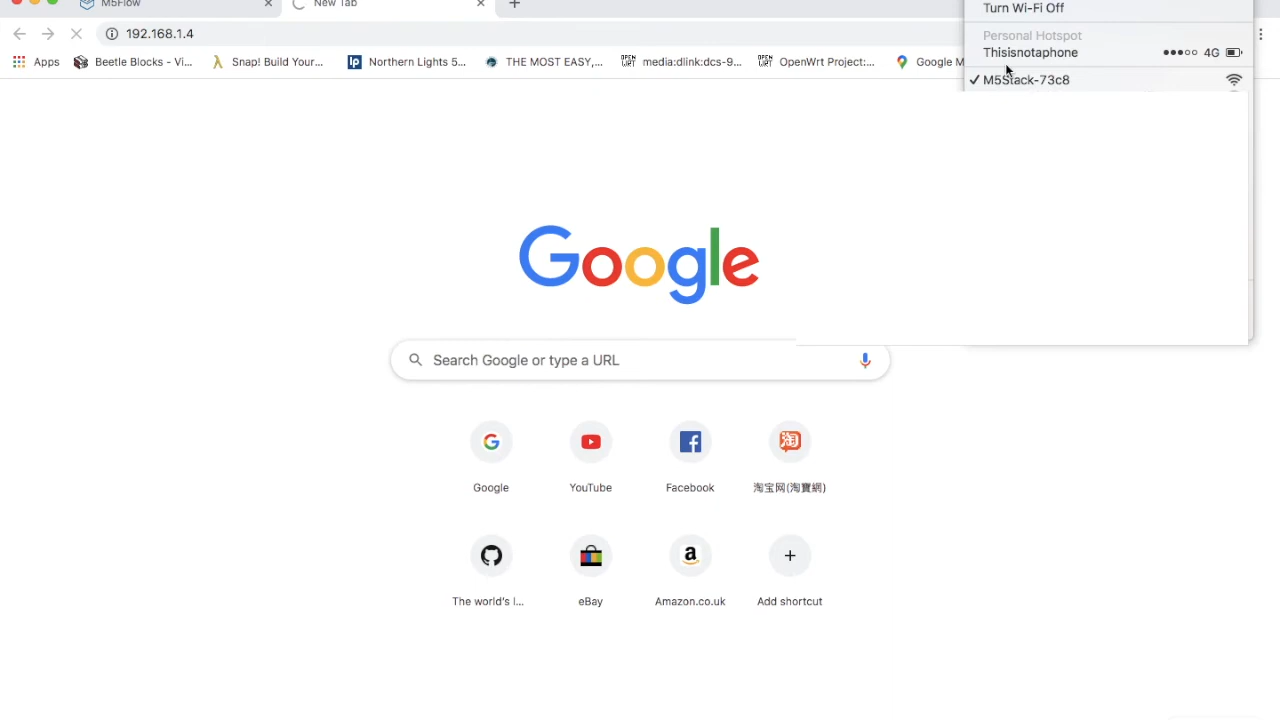 M5Flow
New Tab
Turn Wi-Fi Off
192.168.1.4
Personal Hotspot
Thisisnotaphone 4G
Apps Beetle Blocks - Vi... Snap! Build Your... Northern Lights 5... THE MOST EASY,... media:dlink:dcs-9... OpenWrt Project:... Google M
M5Stack-73c8
Google
Search Google or type a URL
Google YouTube Facebook 淘宝网(淘寶網)
The world's l... eBay Amazon.co.uk Add shortcut